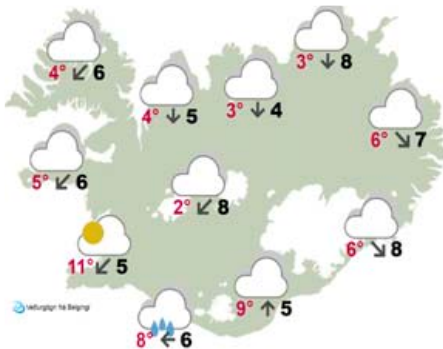 3° ↓ 8
4° ↙ 6
4° ↓ 5
3° ↓ 4
6° ↘ 7
5° ↙ 6
2° ↙ 8
6° ↘ 8
11° ↙ 5
9° ↑ 5
8° ← 6